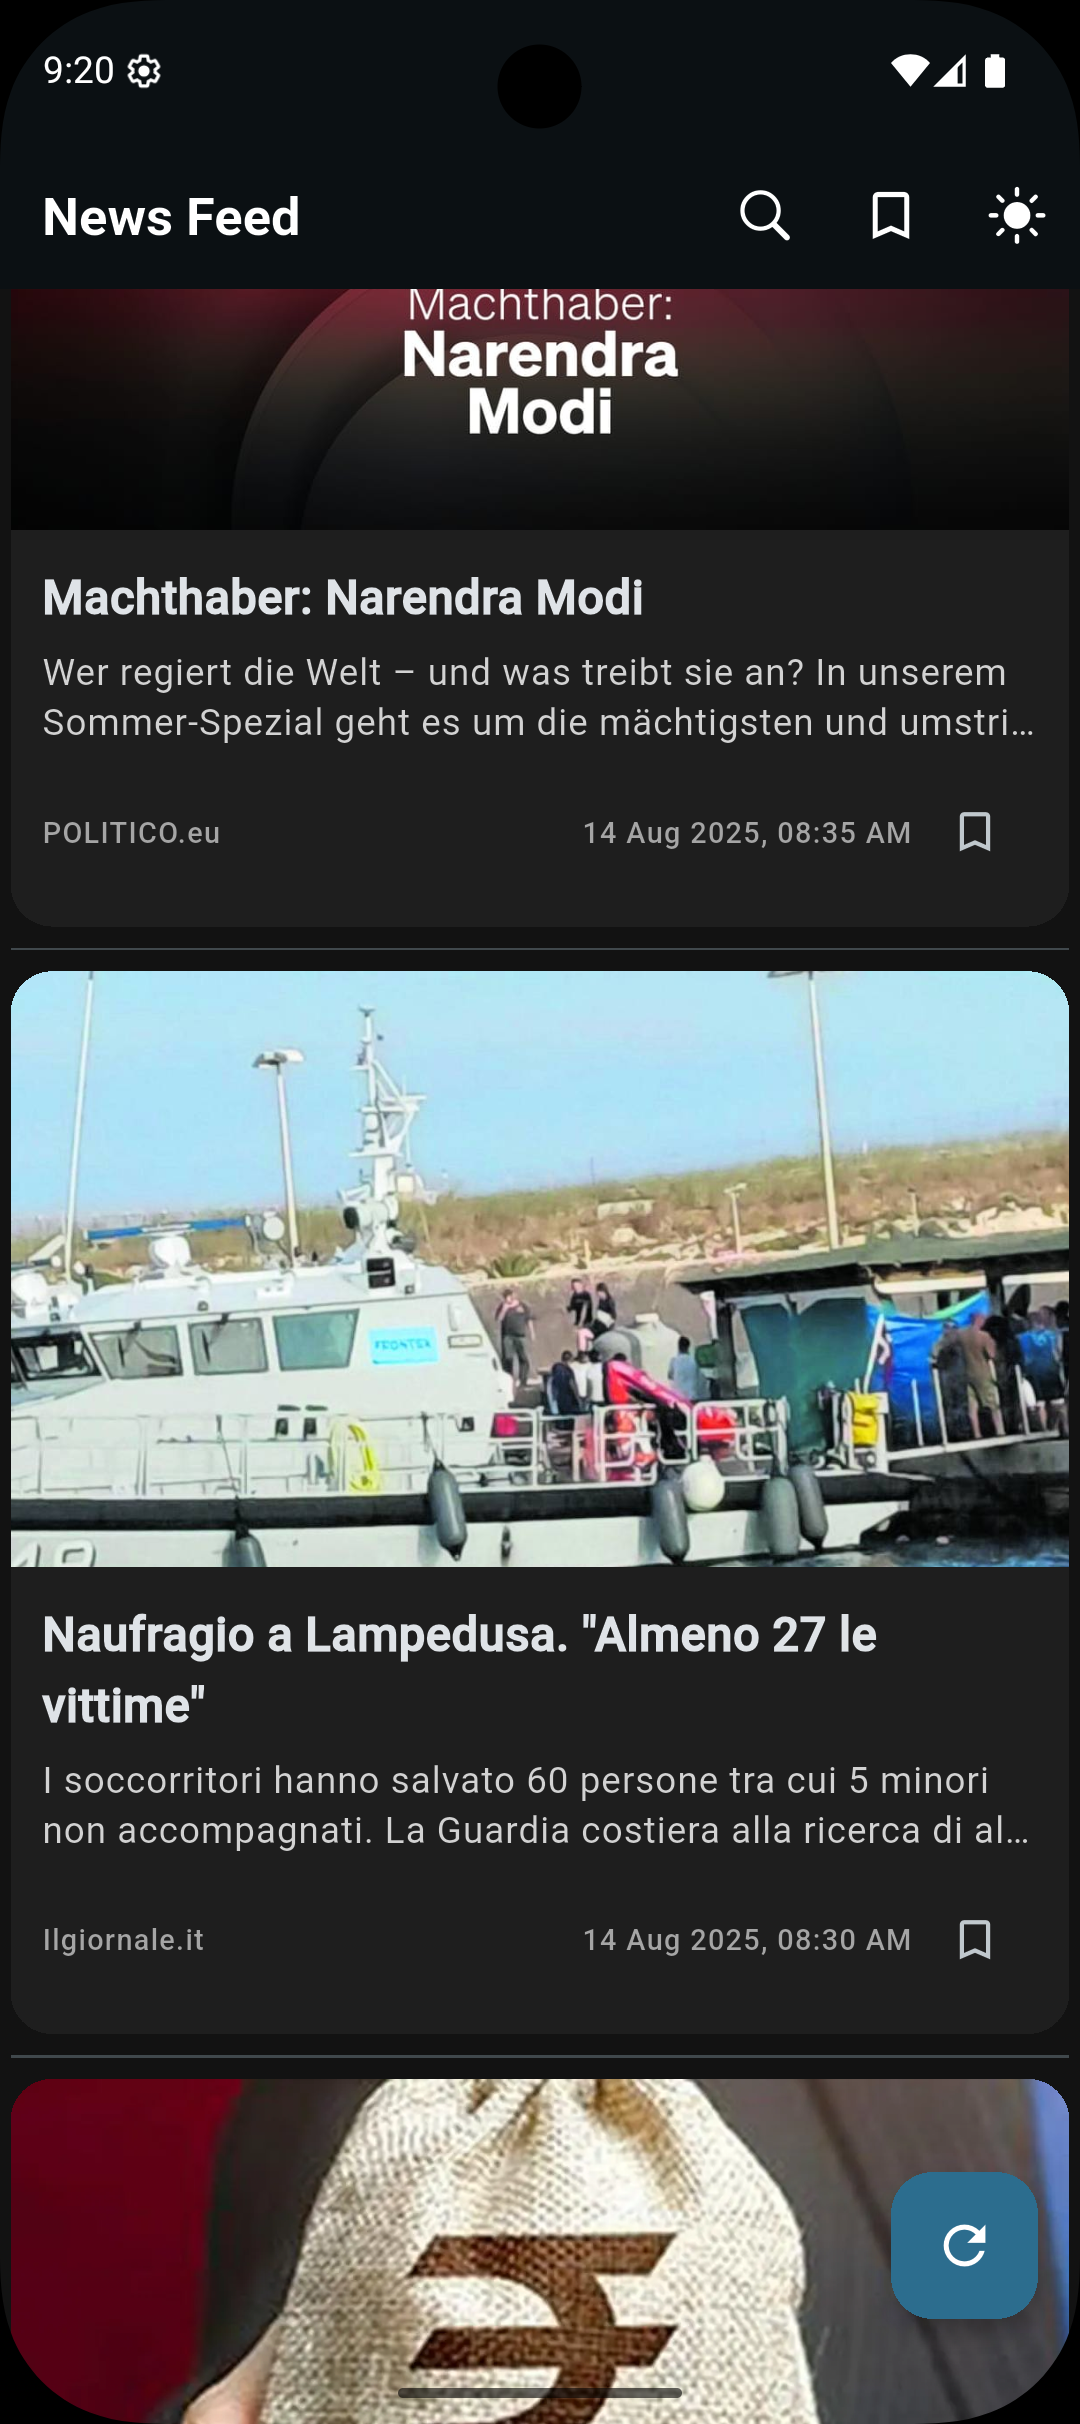 9:20
News Feed
Machthaber:
Narendra
Modi
Machthaber: Narendra Modi
Wer regiert die Welt – und was treibt sie an? In unserem
Sommer-Spezial geht es um die mächtigsten und umstri…
POLITICO.eu
14 Aug 2025, 08:35 AM
FRONTEX
Naufragio a Lampedusa. "Almeno 27 le
vittime"
I soccorritori hanno salvato 60 persone tra cui 5 minori
non accompagnati. La Guardia costiera alla ricerca di al…
Ilgiornale.it
14 Aug 2025, 08:30 AM
₹